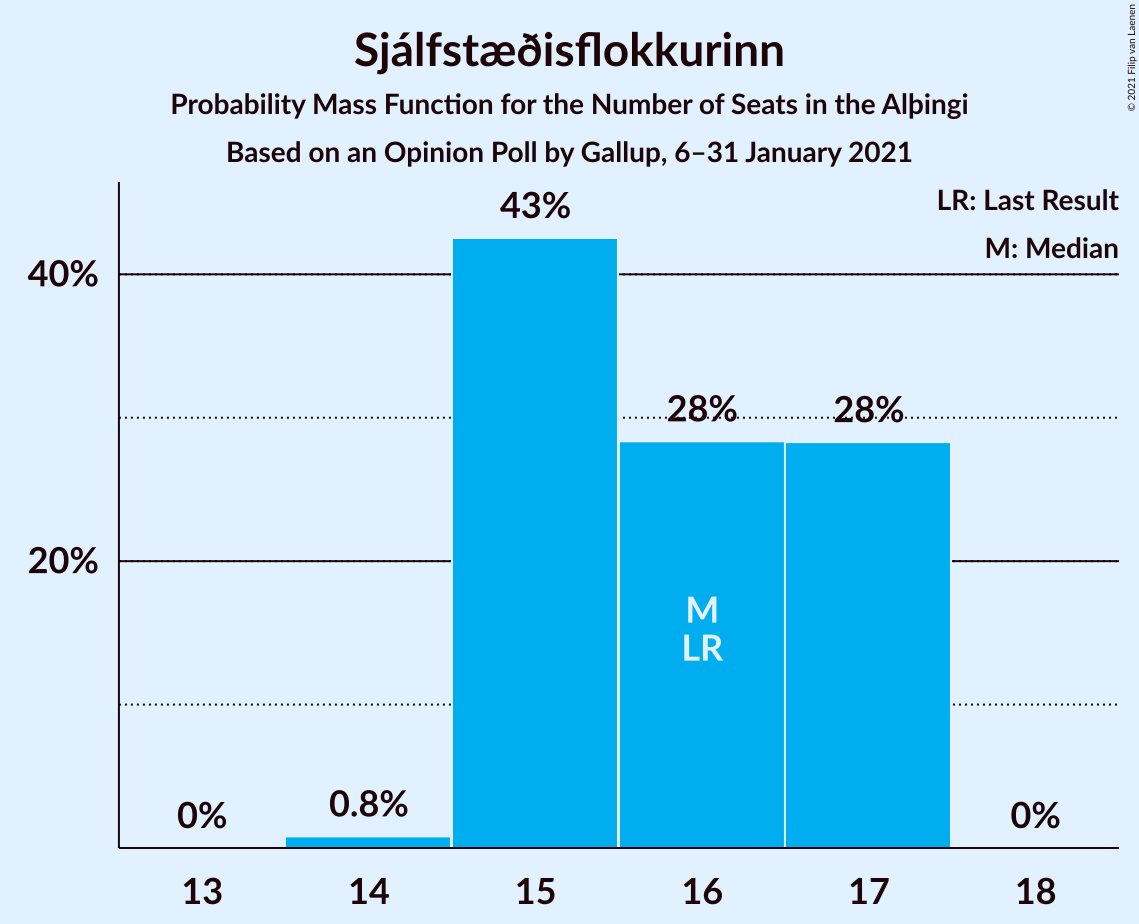 Sjálfstæðisflokkurinn
Probability Mass Function for the Number of Seats in the Alþingi
Based on an Opinion Poll by Gallup, 6–31 January 2021
© 2021 Filip van Laenen
LR: Last Result
M: Median
43%
40%
28%
28%
20%
M
LR
0%
0.8%
0%
13
14
15
16
17
18